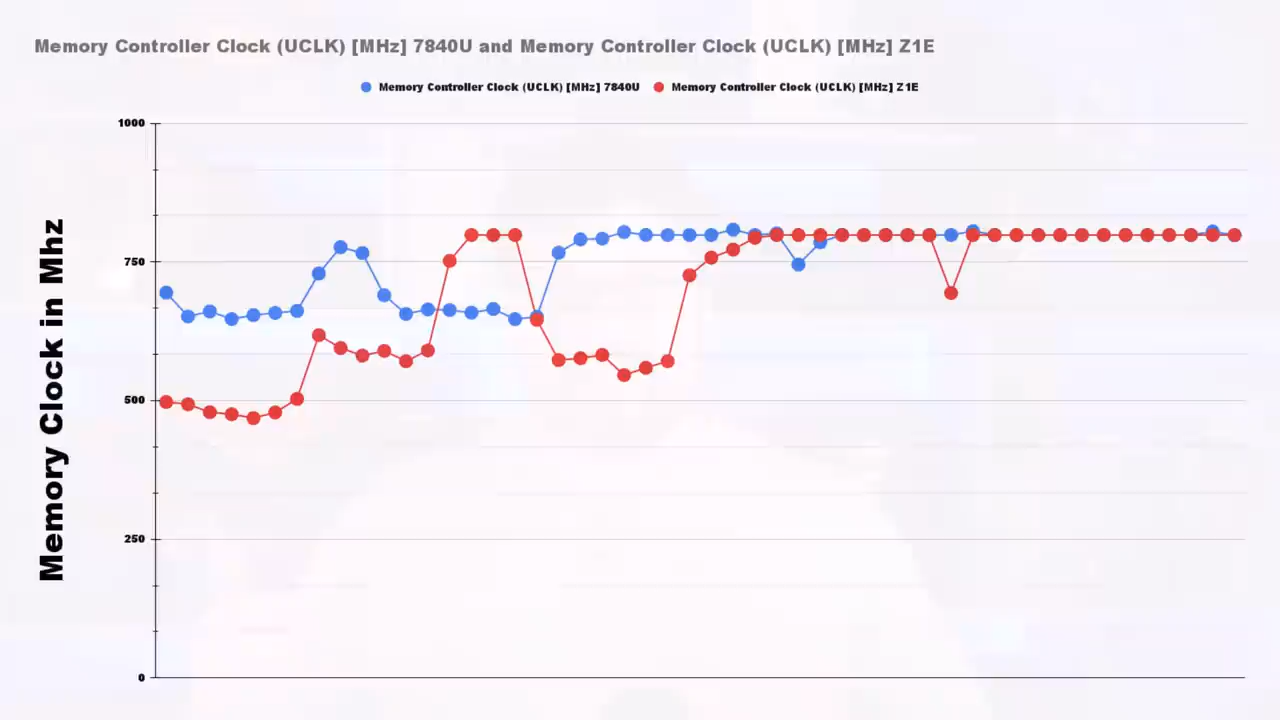 Memory Controller Clock (UCLK) [MHz] 7840U and Memory Controller Clock (UCLK) [MHz] Z1E
Memory Controller Clock (UCLK) [MHz] 7840U
Memory Controller Clock (UCLK) [MHz] Z1E
1000
750
500
250
0
Memory Clock in Mhz